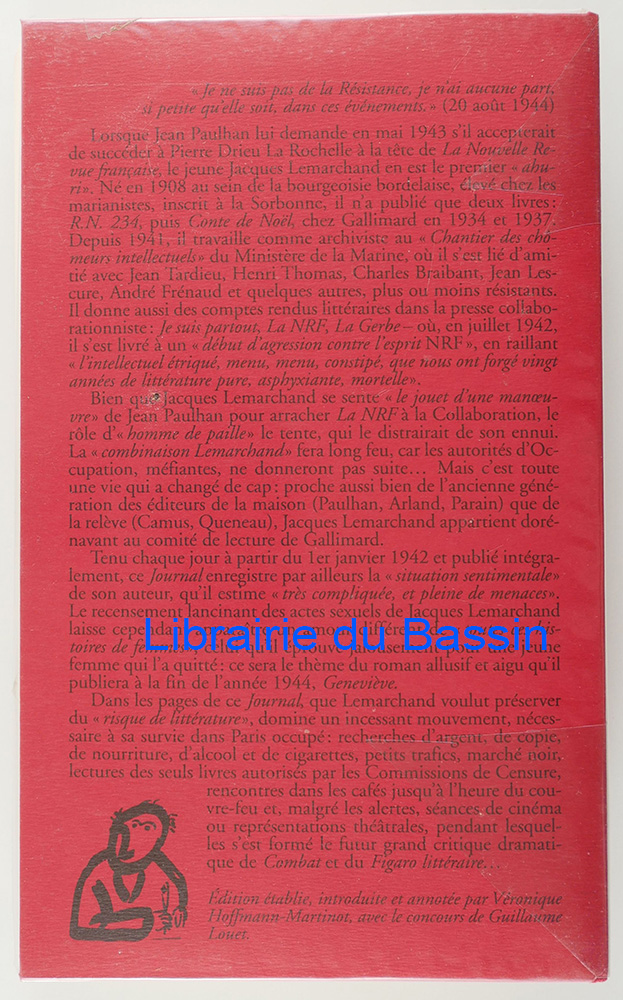 « Je ne suis pas de la Résistance, je n'ai aucune part,
si petite qu'elle soit, dans ces événements. » (20 août 1944)
Lorsque Jean Paulhan lui demande en mai 1943 s'il accepterait
de succéder à Pierre Drieu La Rochelle à la tête de La Nouvelle Re-
vue française, le jeune Jacques Lemarchand en est le premier « ahu-
ri ». Né en 1908 au sein de la bourgeoisie bordelaise, élevé chez les
marianistes, inscrit à la Sorbonne, il n'a publié que deux livres :
R.N. 234, puis Conte de Noël, chez Gallimard en 1934 et 1937.
Depuis 1941, il travaille comme archiviste au « Chantier des chô-
meurs intellectuels » du Ministère de la Marine, où il s'est lié d'ami-
tié avec Jean Tardieu, Henri Thomas, Charles Braibant, Jean Les-
cure, André Frénaud et quelques autres, plus ou moins résistants.
Il donne aussi des comptes rendus littéraires dans la presse collabo-
rationniste : Je suis partout, La NRF, La Gerbe – où, en juillet 1942,
il s'est livré à un « début d'agression contre l'esprit NRF », en raillant
« l'intellectuel étriqué, menu, menu, constipé, que nous ont forgé vingt
années de littérature pure, asphyxiante, mortelle ».
Bien que Jacques Lemarchand se sente « le jouet d'une manœu-
vre » de Jean Paulhan pour arracher La NRF à la Collaboration, le
rôle d'« homme de paille » le tente, qui le distrairait de son ennui.
La « combinaison Lemarchand » fera long feu, car les autorités d'Oc-
cupation, méfiantes, ne donneront pas suite… Mais c'est toute
une vie qui a changé de cap : proche aussi bien de l'ancienne géné-
ration des éditeurs de la maison (Paulhan, Arland, Parain) que de
la relève (Camus, Queneau), Jacques Lemarchand appartient doré-
navant au comité de lecture de Gallimard.
Tenu chaque jour à partir du 1er janvier 1942 et publié intégra-
lement, ce Journal enregistre par ailleurs la « situation sentimentale »
de son auteur, qu'il estime « très compliquée, et pleine de menaces ».
Le recensement lancinant des actes sexuels de Jacques Lemarchand
laisse
Librairie du Bassin
toires de femmes
femme qui l'a quitté : ce sera le thème du roman allusif et aigu qu'il
publiera à la fin de l'année 1944, Geneviève.
Dans les pages de ce Journal, que Lemarchand voulut préserver
du « risque de littérature », domine un incessant mouvement, néces-
saire à sa survie dans Paris occupé : recherches d'argent, de copie,
de nourriture, d'alcool et de cigarettes, petits trafics, marché noir,
lectures des seuls livres autorisés par les Commissions de Censure,
rencontres dans les cafés jusqu'à l'heure du cou-
vre-feu et, malgré les alertes, séances de cinéma
ou représentations théâtrales, pendant lesquel-
les s'est formé le futur grand critique dramati-
que de Combat et du Figaro littéraire…
Édition établie, introduite et annotée par Véronique
Hoffmann-Martinot, avec le concours de Guillaume
Louet.